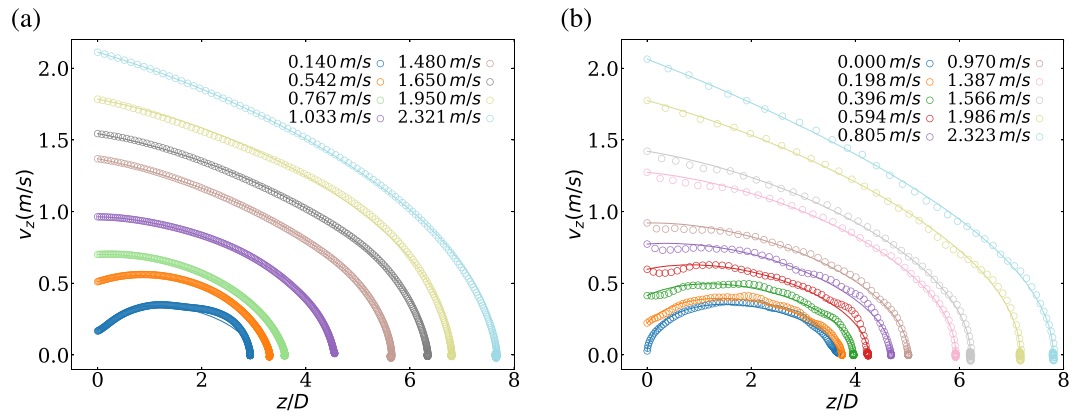 (a)
(b)
0.140 m/s 1.480 m/s
0.542 m/s 1.650 m/s
0.767 m/s 1.950 m/s
1.033 m/s 2.321 m/s
2.0
1.5
1.0
0.5
0.0
v_z(m/s)
0 2 4 6 8
z/D
0.000 m/s 0.970 m/s
0.198 m/s 1.387 m/s
0.396 m/s 1.566 m/s
0.594 m/s 1.986 m/s
0.805 m/s 2.323 m/s
2.0
1.5
1.0
0.5
0.0
v_z(m/s)
0 2 4 6 8
z/D